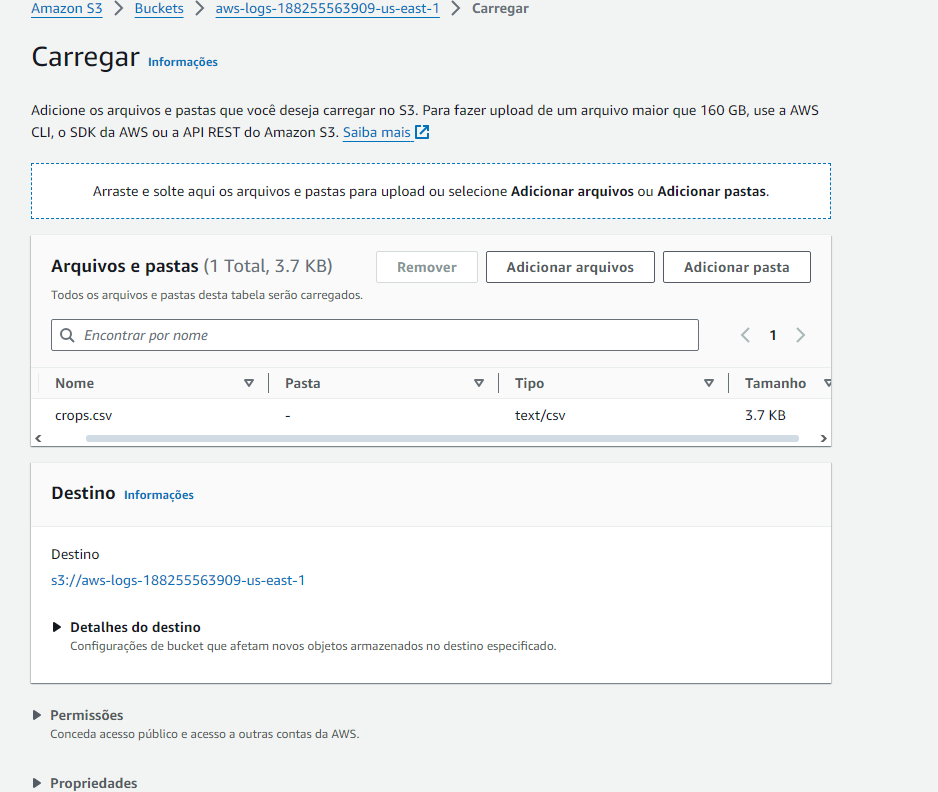 Amazon S3 > Buckets > aws-logs-188255563909-us-east-1 > Carregar
Carregar Informações
Adicione os arquivos e pastas que você deseja carregar no S3. Para fazer upload de um arquivo maior que 160 GB, use a AWS
CLI, o SDK da AWS ou a API REST do Amazon S3. Saiba mais
Arraste e solte aqui os arquivos e pastas para upload ou selecione Adicionar arquivos ou Adicionar pastas.
Arquivos e pastas (1 Total, 3.7 KB) Remover Adicionar arquivos Adicionar pasta
Todos os arquivos e pastas desta tabela serão carregados.
Encontrar por nome 1
Nome Pasta Tipo Tamanho
crops.csv - text/csv 3.7 KB
Destino Informações
Destino
s3://aws-logs-188255563909-us-east-1
Detalhes do destino
Configurações de bucket que afetam novos objetos armazenados no destino especificado.
Permissões
Conceda acesso público e acesso a outras contas da AWS.
Propriedades